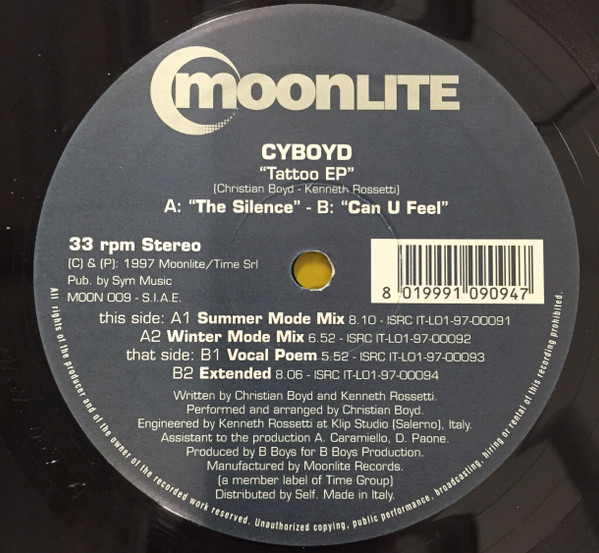 mOONLITE
CYBOYD
"Tattoo EP"
(Christian Boyd - Kenneth Rossetti)
A: "The Silence" - B: "Can U Feel"
33 rpm Stereo
(C) & (P): 1997 Moonlite/Time Srl
Pub. by Sym Music
MOON 009 - S.I.A.E.
8 019991 090947
this side: A1 Summer Mode Mix 8.10 - ISRC IT-L01-97-00091
A2 Winter Mode Mix 6.52 - ISRC IT-L01-97-00092
that side: B1 Vocal Poem 5.52 - ISRC IT-L01-97-00093
B2 Extended 8.06 - ISRC IT-L01-97-00094
Written by Christian Boyd and Kenneth Rossetti.
Performed and arranged by Christian Boyd.
Engineered by Kenneth Rossetti at Klip Studio (Salerno), Italy.
Assistant to the production A. Caramiello, D. Paone.
Produced by B Boys for B Boys Production.
Manufactured by Moonlite Records.
(a member label of Time Group)
Distributed by Self. Made in Italy.
All rights of the producer and of the owner of the recorded work reserved. Unauthorized copying, public performance, broadcasting, hiring or rental of this recording prohibited.